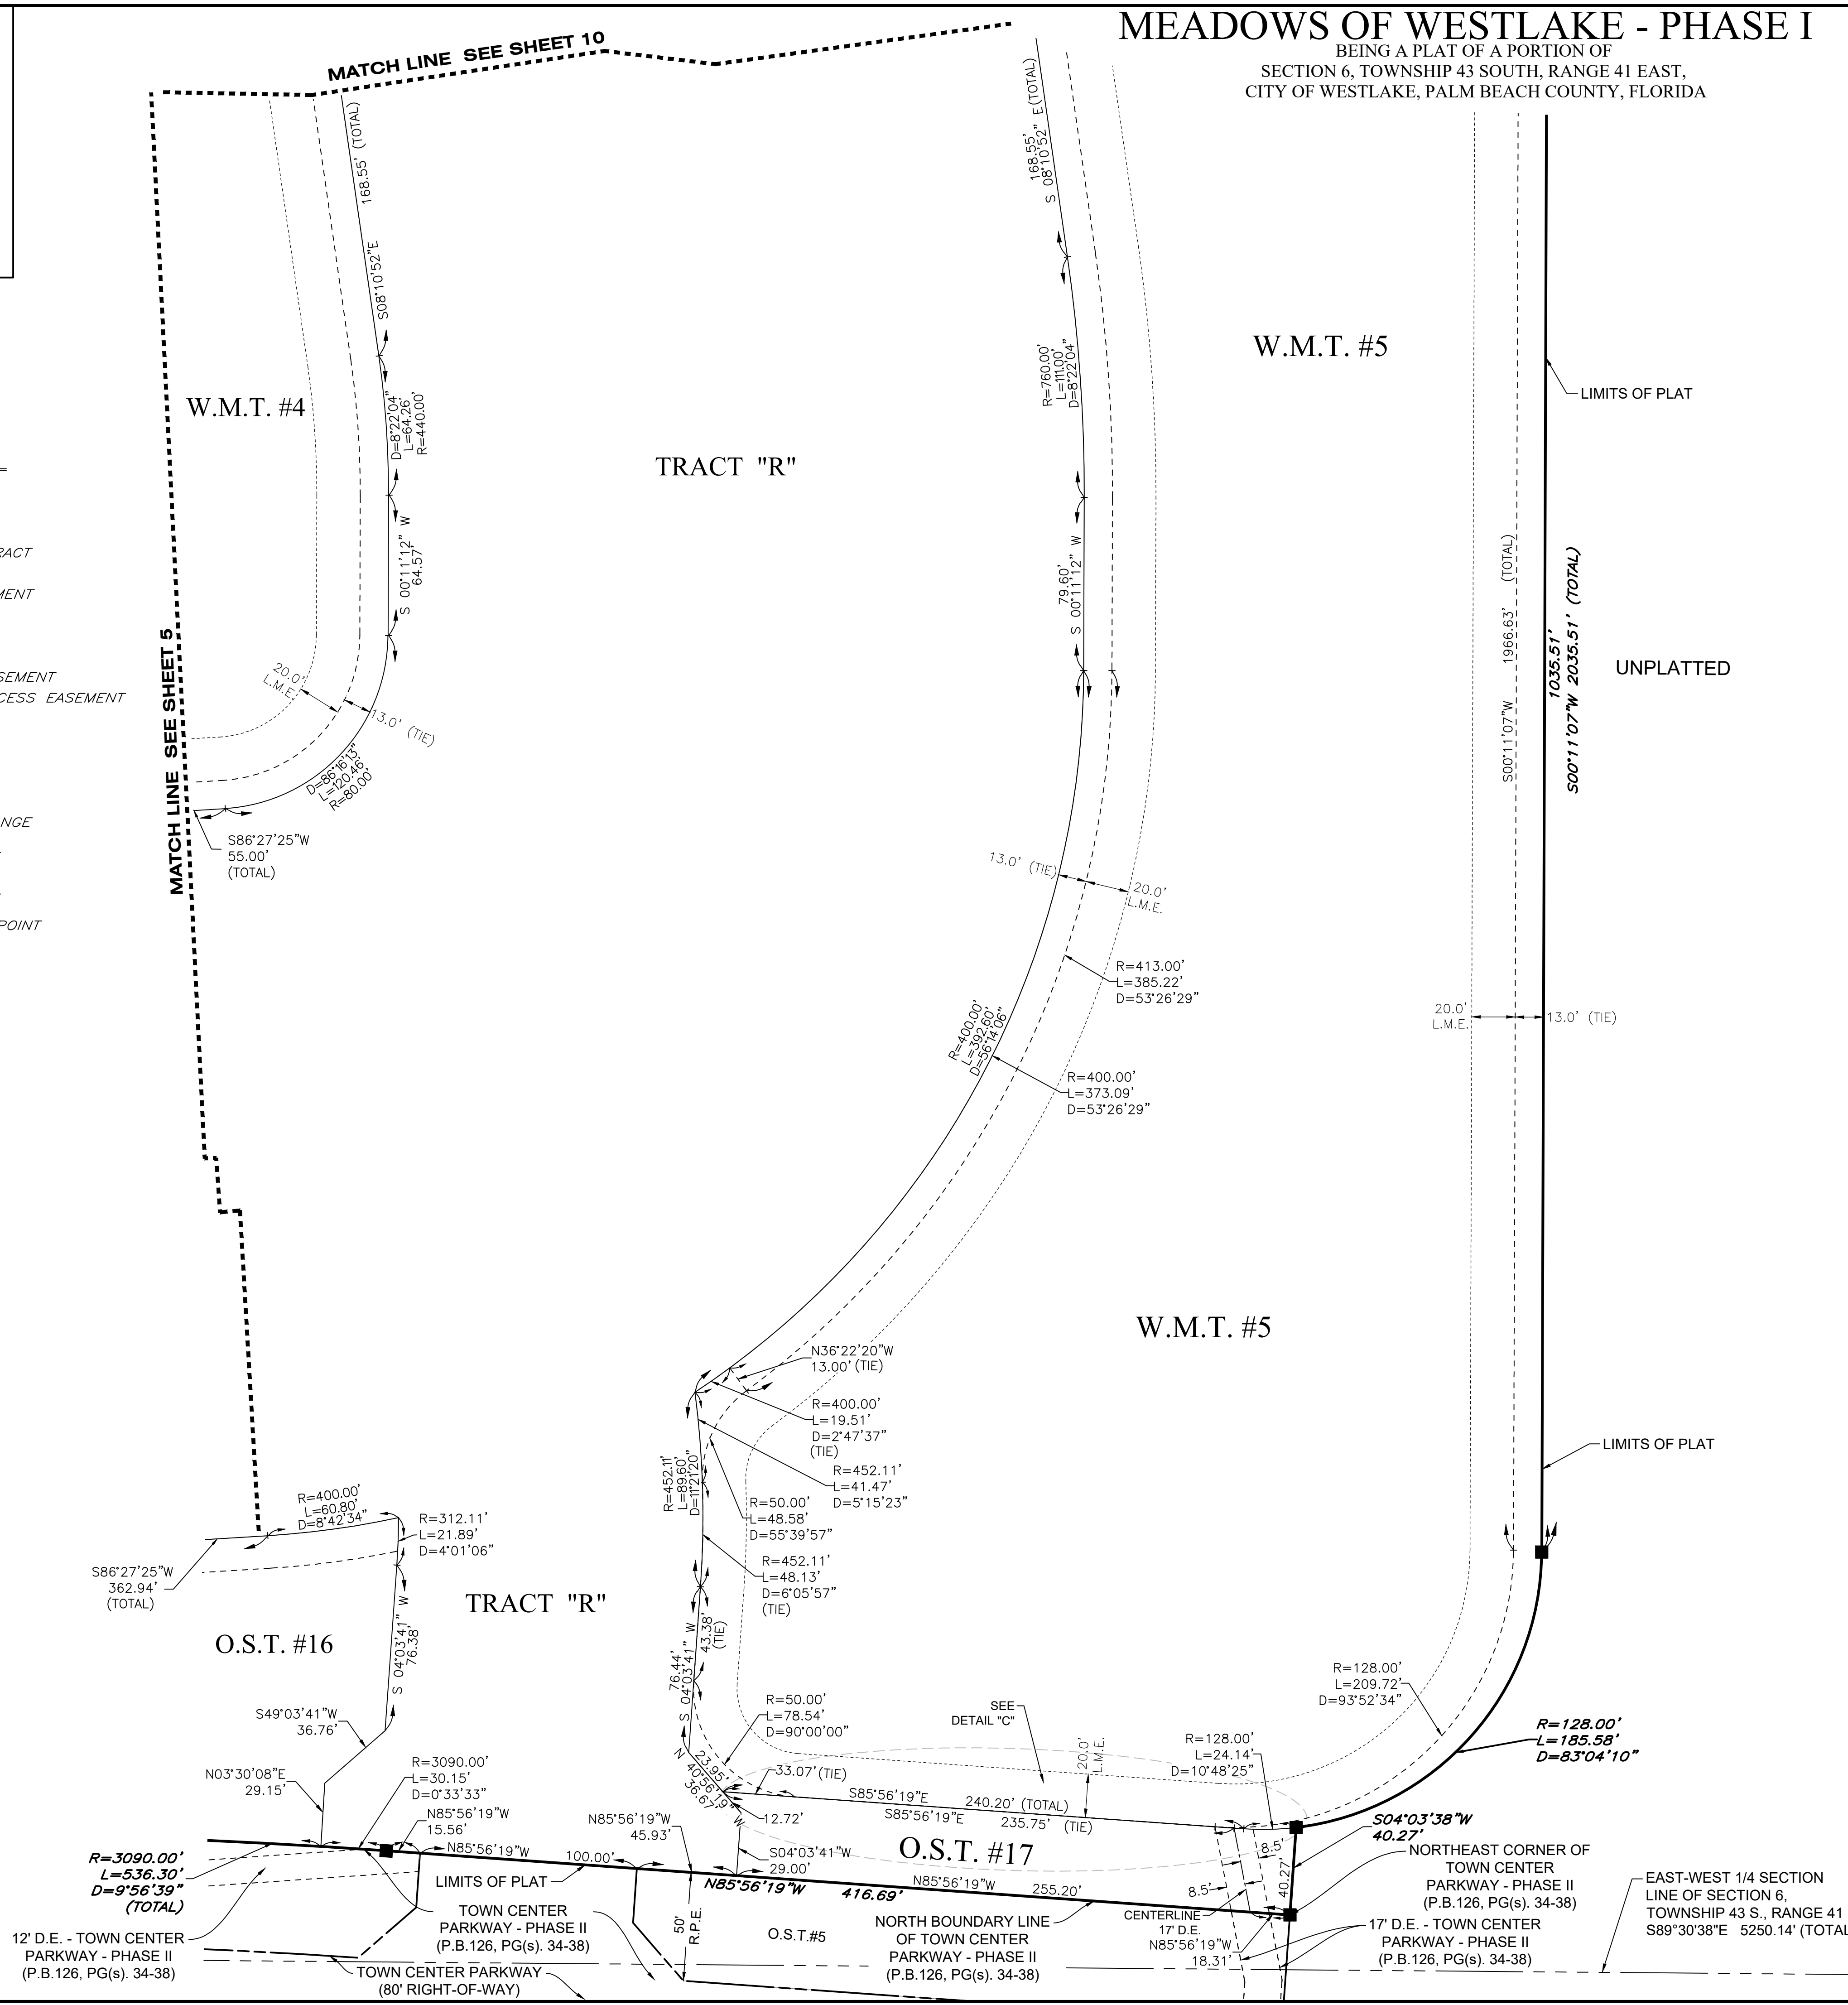 MEADOWS OF WESTLAKE - PHASE I
BEING A PLAT OF A PORTION OF
SECTION 6, TOWNSHIP 43 SOUTH, RANGE 41 EAST,
CITY OF WESTLAKE, PALM BEACH COUNTY, FLORIDA
MATCH LINE SEE SHEET 10
168.55' (TOTAL)
S08°10'52"E
168.55' (TOTAL)
S 08°10'52" E
W.M.T. #4
D=8°22'04"
L=64.26'
R=440.00'
TRACT "R"
R=760.00'
L=111.00'
D=8°22'04"
W.M.T. #5
LIMITS OF PLAT
RACT
MENT
SEMENT
CESS EASEMENT
NGE
POINT
MATCH LINE SEE SHEET 5
S 00°11'12" W
64.57'
79.60'
S 00°11'12" W
S00°11'07"W 1966.63' (TOTAL)
1035.51'
S00°11'07"W 2035.51' (TOTAL)
UNPLATTED
20.0'
L.M.E.
13.0' (TIE)
D=86°16'13"
L=120.46'
R=80.00'
S86°27'25"W
55.00'
(TOTAL)
13.0' (TIE)
20.0'
L.M.E.
R=413.00'
L=385.22'
D=53°26'29"
20.0'
L.M.E.
13.0' (TIE)
R=400.00'
L=392.60'
D=56°14'06"
R=400.00'
L=373.09'
D=53°26'29"
W.M.T. #5
N36°22'20"W
13.00' (TIE)
R=400.00'
L=19.51'
D=2°47'37"
(TIE)
R=452.11'
L=41.47'
D=5°15'23"
R=452.11'
L=89.60'
D=11°21'20"
R=50.00'
L=48.58'
D=55°39'57"
R=452.11'
L=48.13'
D=6°05'57"
(TIE)
LIMITS OF PLAT
R=400.00'
L=60.80'
D=8°42'34"
R=312.11'
L=21.89'
D=4°01'06"
S86°27'25"W
362.94'
(TOTAL)
TRACT "R"
O.S.T. #16
S 04°03'41" W
76.38'
76.44'
S 04°03'41" W
43.38'
(TIE)
S49°03'41"W
36.76'
N03°30'08"E
29.15'
R=50.00'
L=78.54'
D=90°00'00"
SEE
DETAIL "C"
20.0'
L.M.E.
R=128.00'
L=209.72'
D=93°52'34"
R=128.00'
L=24.14'
D=10°48'25"
R=128.00'
L=185.58'
D=83°04'10"
23.95'
N 40°56'19" W
36.67'
33.07' (TIE)
12.72'
S85°56'19"E 240.20' (TOTAL)
S85°56'19"E 235.75' (TIE)
R=3090.00'
L=30.15'
D=0°33'33"
N85°56'19"W
15.56'
N85°56'19"W
45.93'
S04°03'41"W
29.00'
O.S.T. #17
S04°03'38"W
40.27'
8.5'
8.5'
40.27'
R=3090.00'
L=536.30'
D=9°56'39"
(TOTAL)
N85°56'19"W 100.00'
LIMITS OF PLAT
N85°56'19"W 416.69'
N85°56'19"W 255.20'
NORTHEAST CORNER OF
TOWN CENTER
PARKWAY - PHASE II
(P.B.126, PG(s). 34-38)
EAST-WEST 1/4 SECTION
LINE OF SECTION 6,
TOWNSHIP 43 S., RANGE 41
S89°30'38"E 5250.14' (TOTAL
12' D.E. - TOWN CENTER
PARKWAY - PHASE II
(P.B.126, PG(s). 34-38)
TOWN CENTER
PARKWAY - PHASE II
(P.B.126, PG(s). 34-38)
50'
R.P.E.
O.S.T.#5
NORTH BOUNDARY LINE
OF TOWN CENTER
PARKWAY - PHASE II
(P.B.126, PG(s). 34-38)
CENTERLINE
17' D.E.
N85°56'19"W
18.31'
17' D.E. - TOWN CENTER
PARKWAY - PHASE II
(P.B.126, PG(s). 34-38)
TOWN CENTER PARKWAY
(80' RIGHT-OF-WAY)